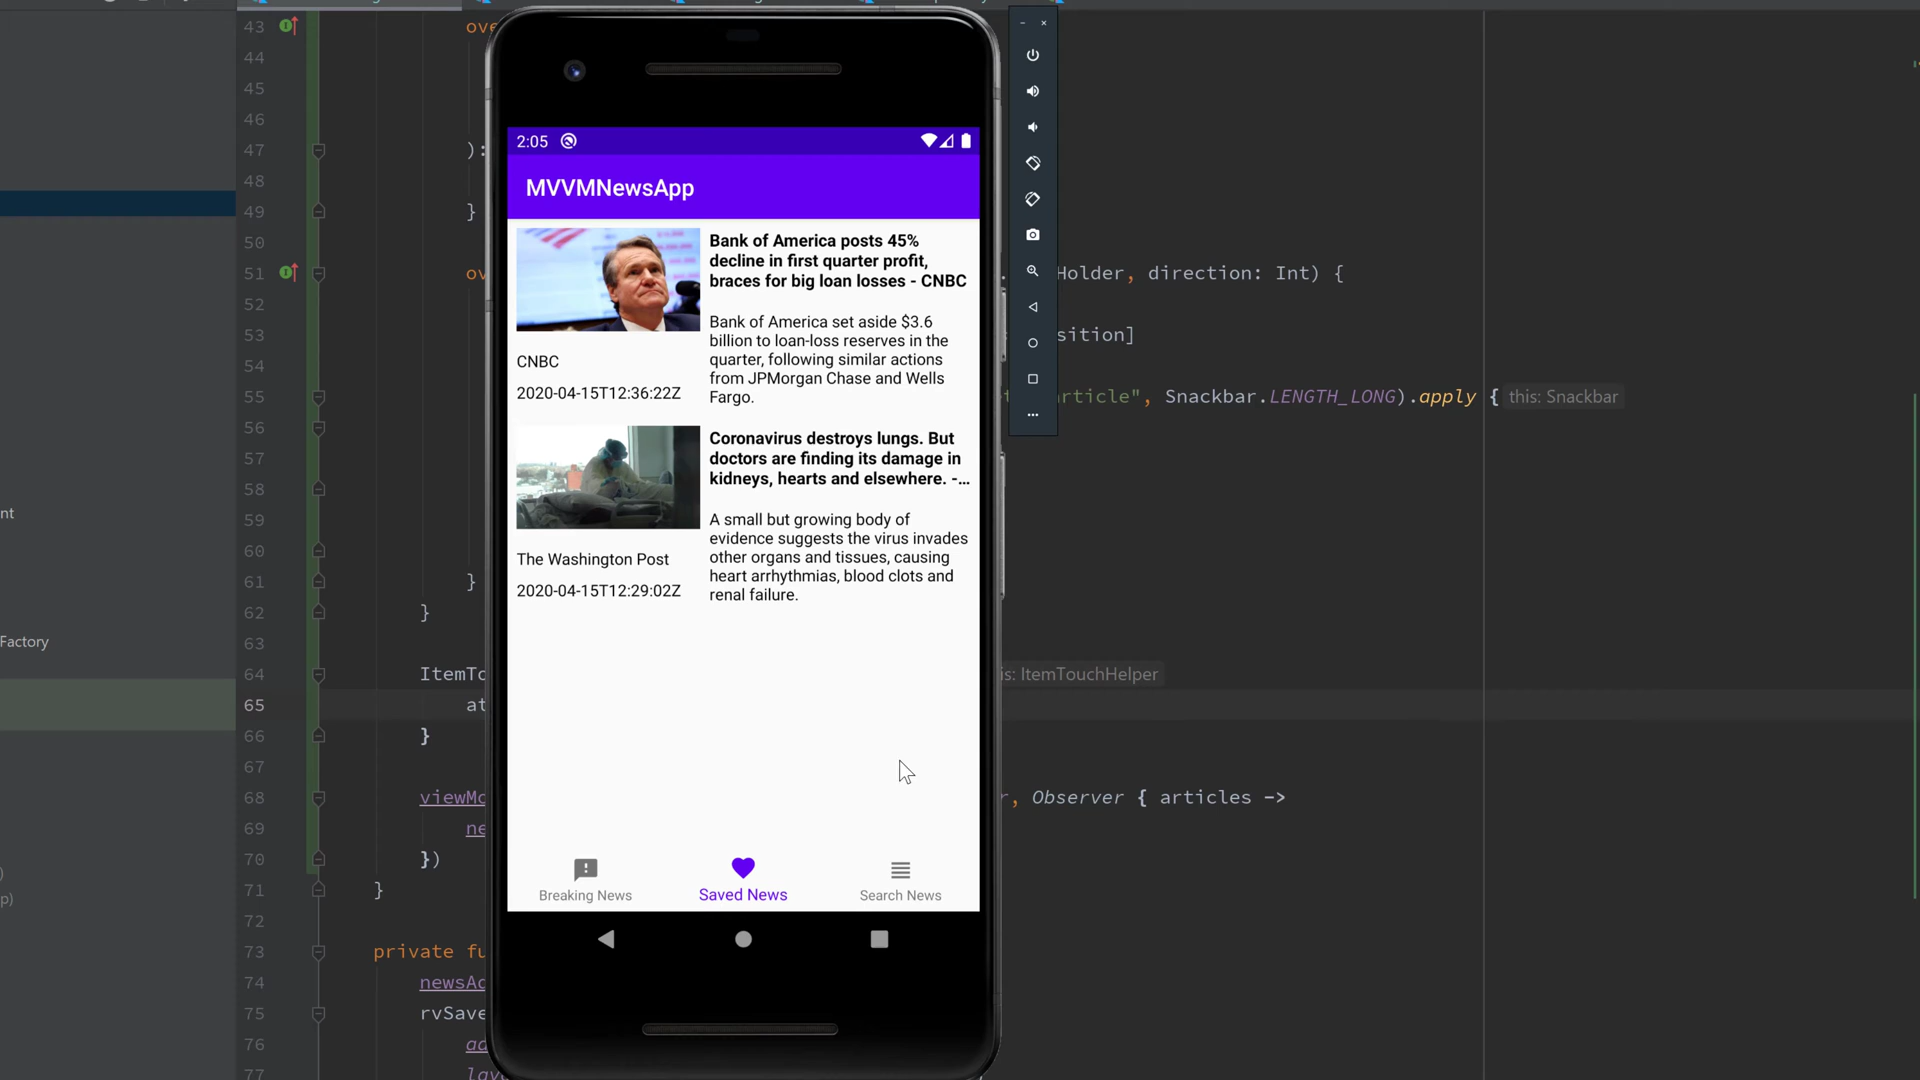 43
ove
44
45
46
47
):
48
49
}
50
51
ov
Holder, direction: Int) {
52
53
sition]
54
55
article", Snackbar.LENGTH_LONG).apply { this: Snackbar
56
57
58
59
60
61
}
62
}
63
64
ItemTo
is: ItemTouchHelper
65
at
66
}
67
68
viewMo
, Observer { articles ->
69
ne
70
})
71
}
72
73
private fu
74
newsAd
75
rvSave
76
ad
77
lay
nt
Factory
)
p)
2:05
MVVMNewsApp
Bank of America posts 45%
decline in first quarter profit,
braces for big loan losses - CNBC
Bank of America set aside $3.6
billion to loan-loss reserves in the
quarter, following similar actions
from JPMorgan Chase and Wells
Fargo.
CNBC
2020-04-15T12:36:22Z
Coronavirus destroys lungs. But
doctors are finding its damage in
kidneys, hearts and elsewhere. -...
A small but growing body of
evidence suggests the virus invades
other organs and tissues, causing
heart arrhythmias, blood clots and
renal failure.
The Washington Post
2020-04-15T12:29:02Z
Breaking News
Saved News
Search News